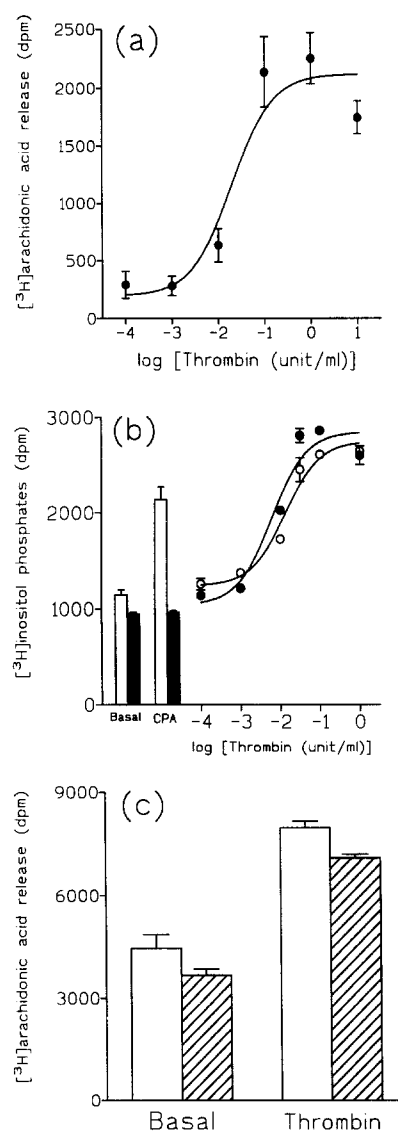 (a)
[³H]arachidonic acid release (dpm)
2500
2000
1500
1000
500
0
-4 -3 -2 -1 0 1
log [Thrombin (unit/ml)]
(b)
[³H]inositol phosphates (dpm)
3000
2000
1000
0
Basal CPA -4 -3 -2 -1 0
log [Thrombin (unit/ml)]
(c)
[³H]arachidonic acid release (dpm)
9000
6000
3000
0
Basal Thrombin